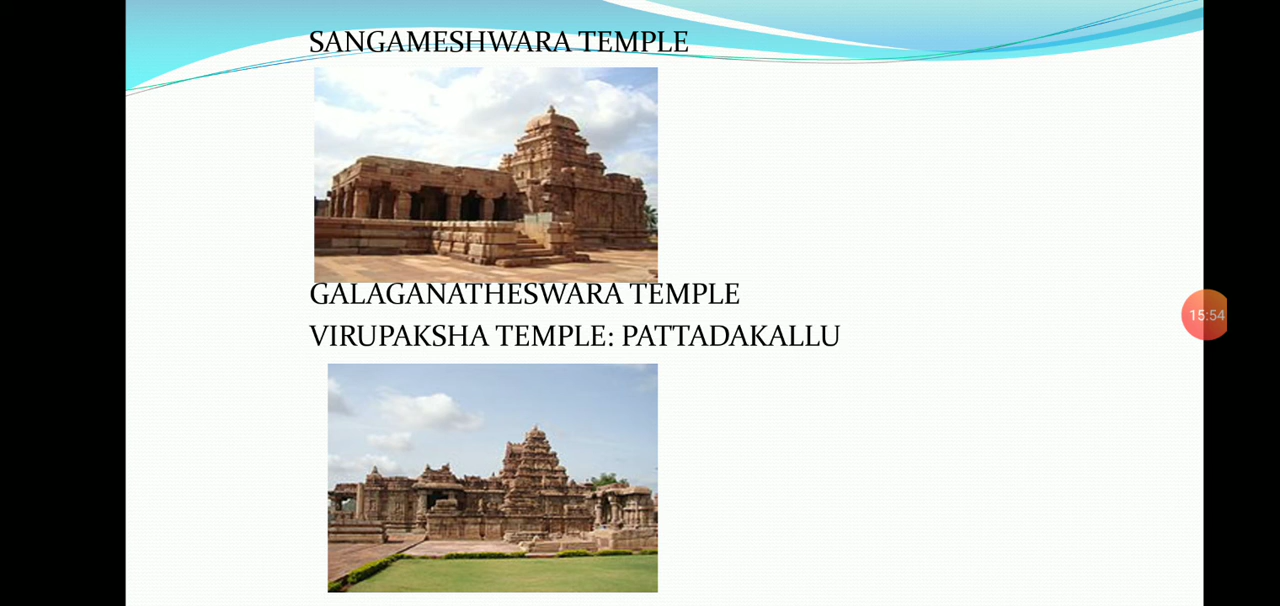 SANGAMESHWARA TEMPLE
GALAGANATHESWARA TEMPLE
VIRUPAKSHA TEMPLE: PATTADAKALLU
15:54